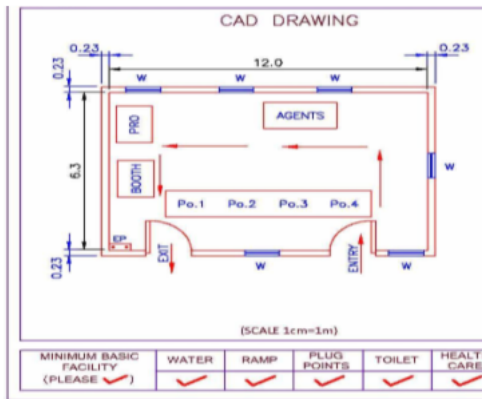 CAD DRAWING
0.23
0.23
0.23
12.0
W
W
W
PRO
AGENTS
6.3
BOOTH
W
Po.1 Po.2 Po.3 Po.4
EP
EXIT
ENTRY
0.23
W
W
(SCALE 1cm=1m)
MINIMUM BASIC
FACILITY
(PLEASE ✓)
WATER
RAMP
PLUG
POINTS
TOILET
HEALT
CARE